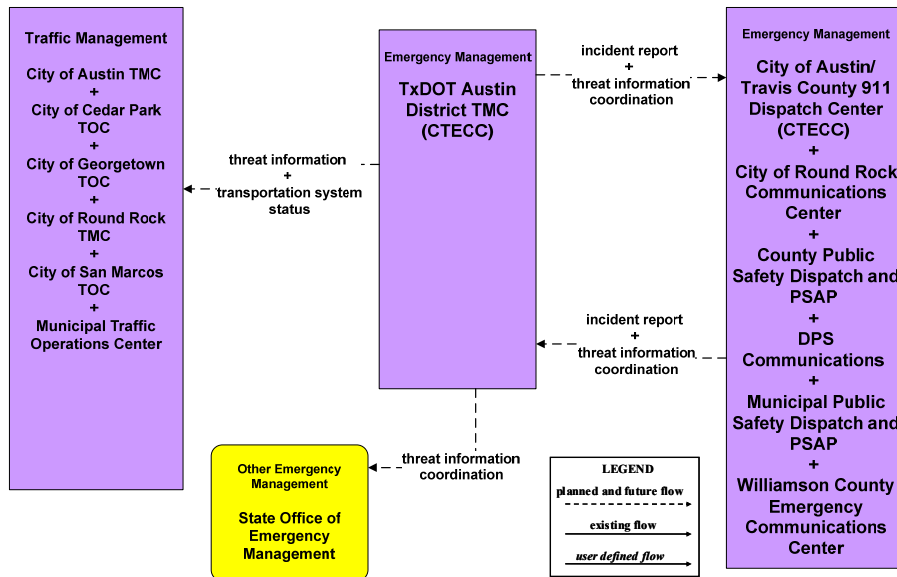 Traffic Management
City of Austin TMC
+
City of Cedar Park
TOC
+
City of Georgetown
TOC
+
City of Round Rock
TMC
+
City of San Marcos
TOC
+
Municipal Traffic
Operations Center
threat information
+
transportation system
status
Emergency Management
TxDOT Austin
District TMC
(CTECC)
incident report
+
threat information
coordination
incident report
+
threat information
coordination
Emergency Management
City of Austin/
Travis County 911
Dispatch Center
(CTECC)
+
City of Round Rock
Communications
Center
+
County Public
Safety Dispatch and
PSAP
+
DPS
Communications
+
Municipal Public
Safety Dispatch and
PSAP
+
Williamson County
Emergency
Communications
Center
Other Emergency
Management
State Office of
Emergency
Management
threat information
coordination
LEGEND
planned and future flow
existing flow
user defined flow